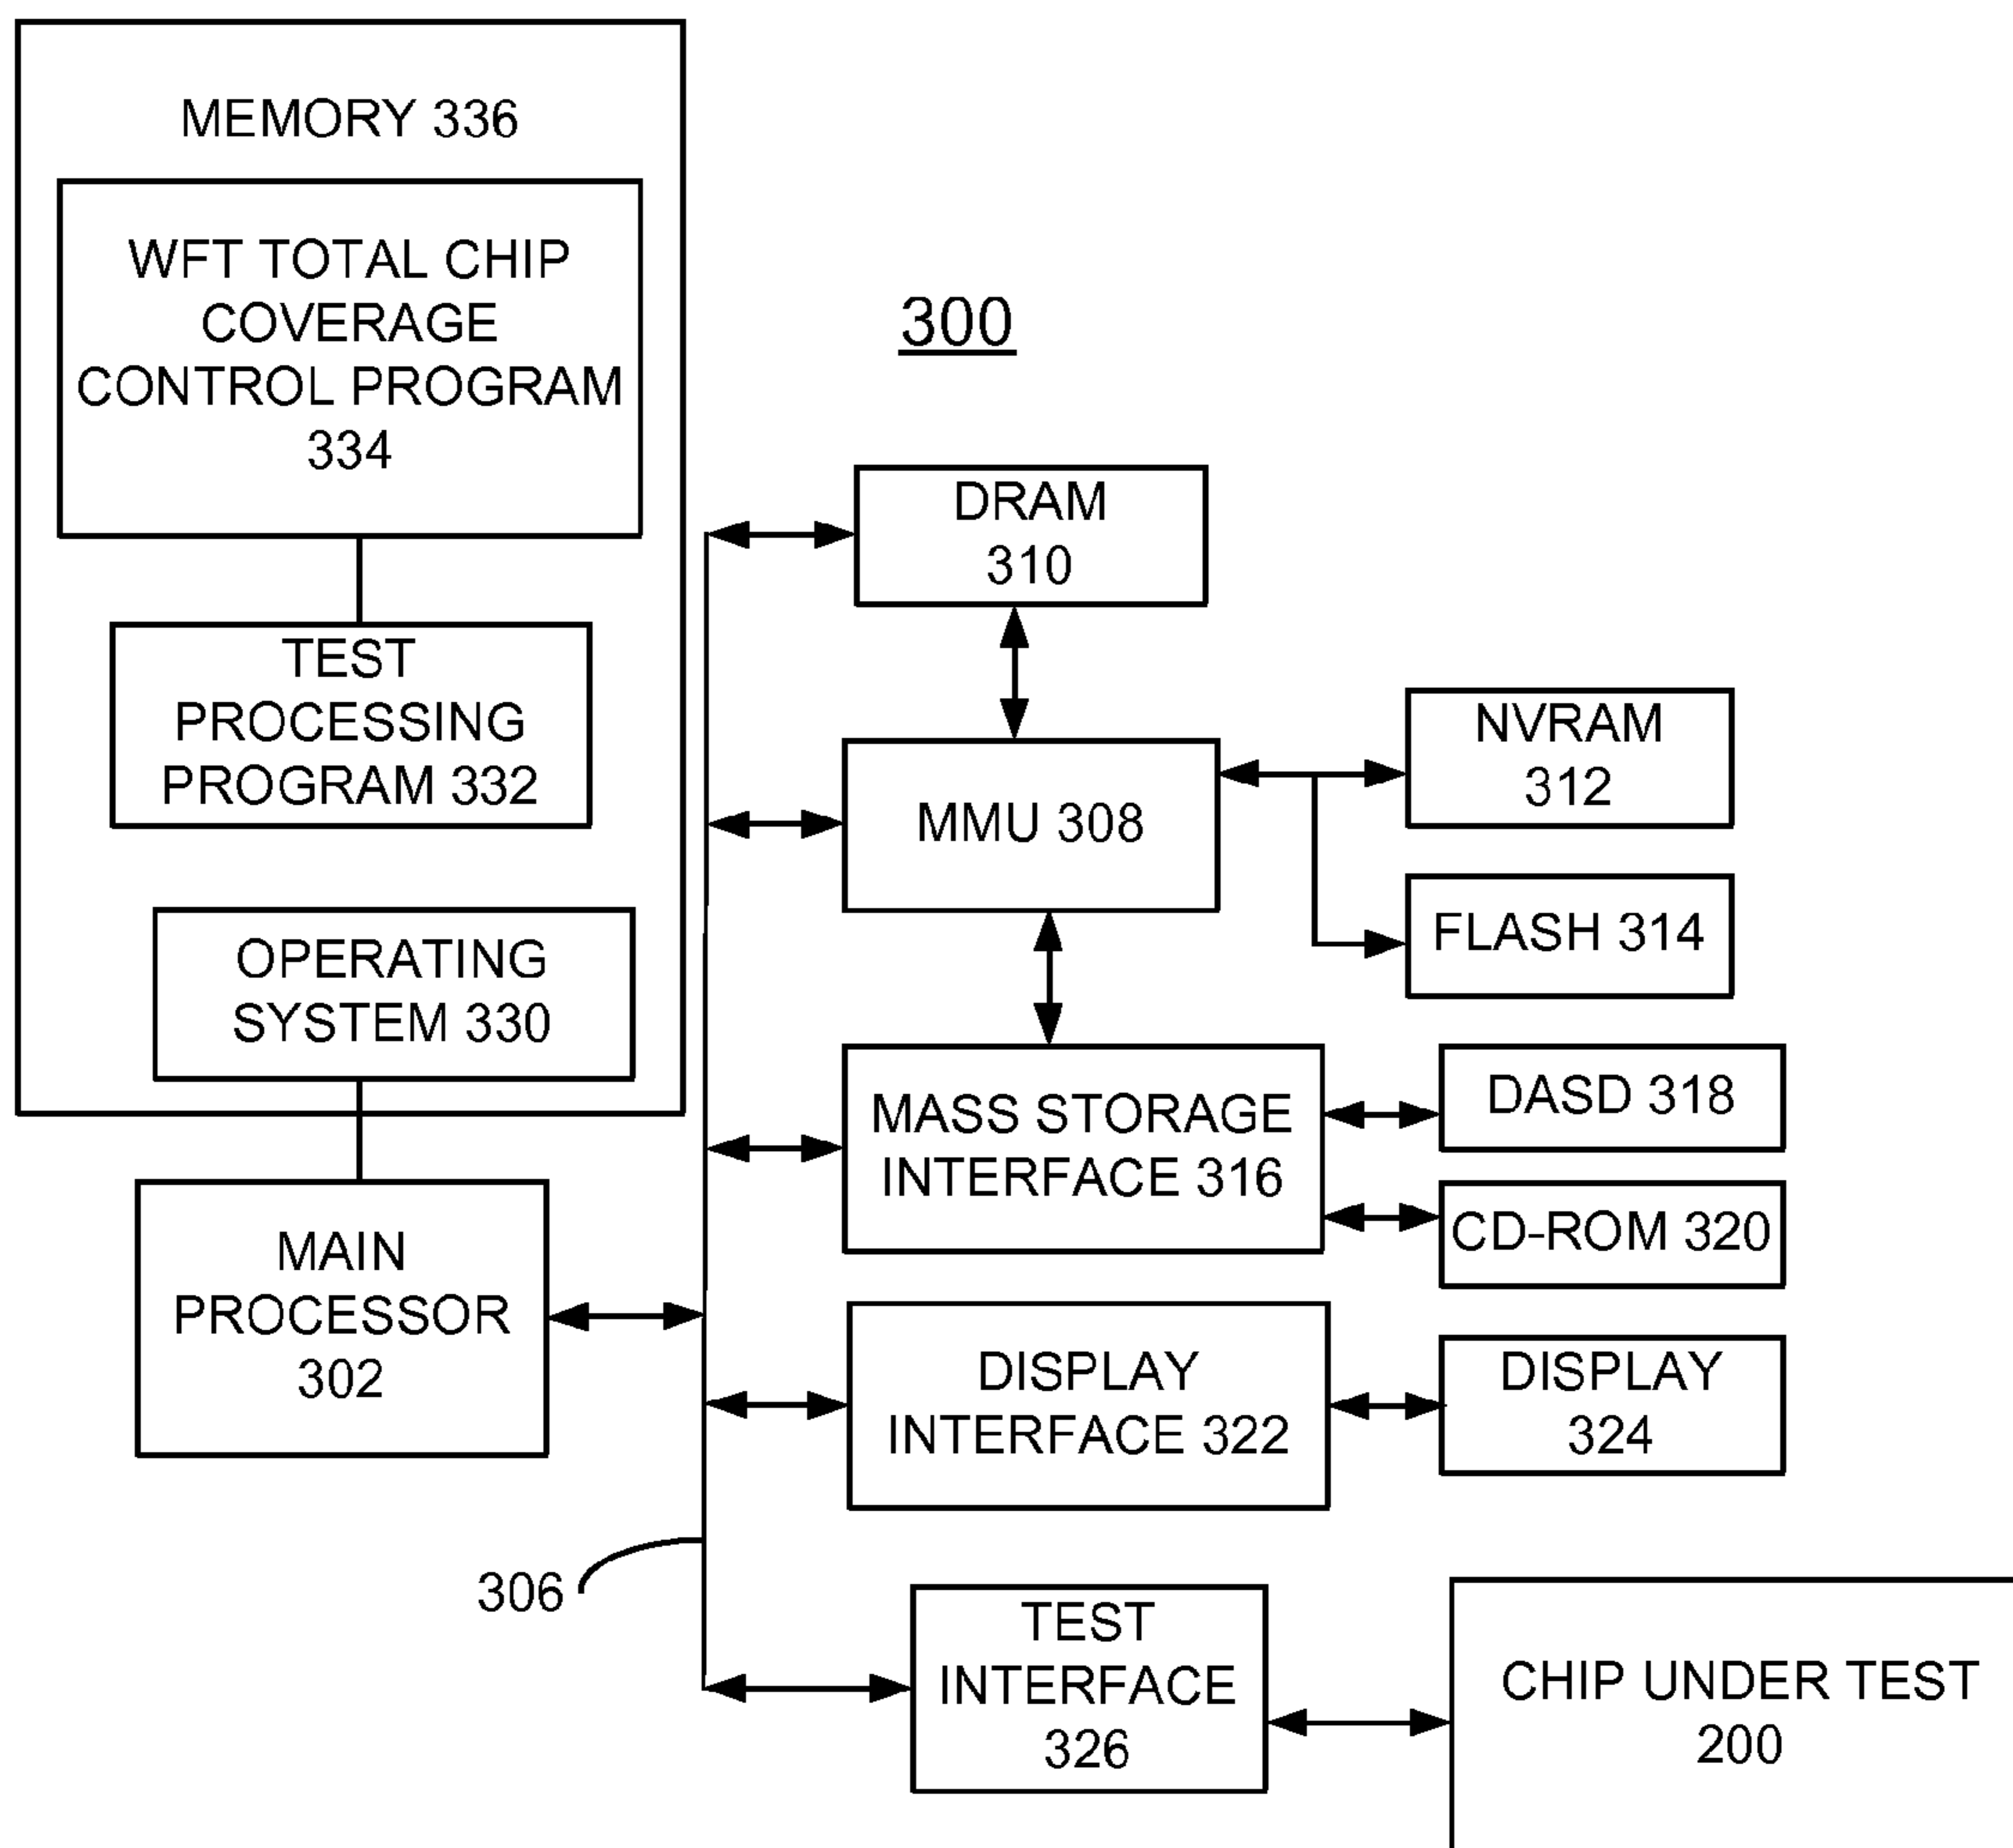 MEMORY 336
WFT TOTAL CHIP
COVERAGE
CONTROL PROGRAM
334
TEST
PROCESSING
PROGRAM 332
OPERATING
SYSTEM 330
MAIN
PROCESSOR
302
300
DRAM
310
MMU 308
NVRAM
312
FLASH 314
MASS STORAGE
INTERFACE 316
DASD 318
CD-ROM 320
DISPLAY
INTERFACE 322
DISPLAY
324
306
TEST
INTERFACE
326
CHIP UNDER TEST
200